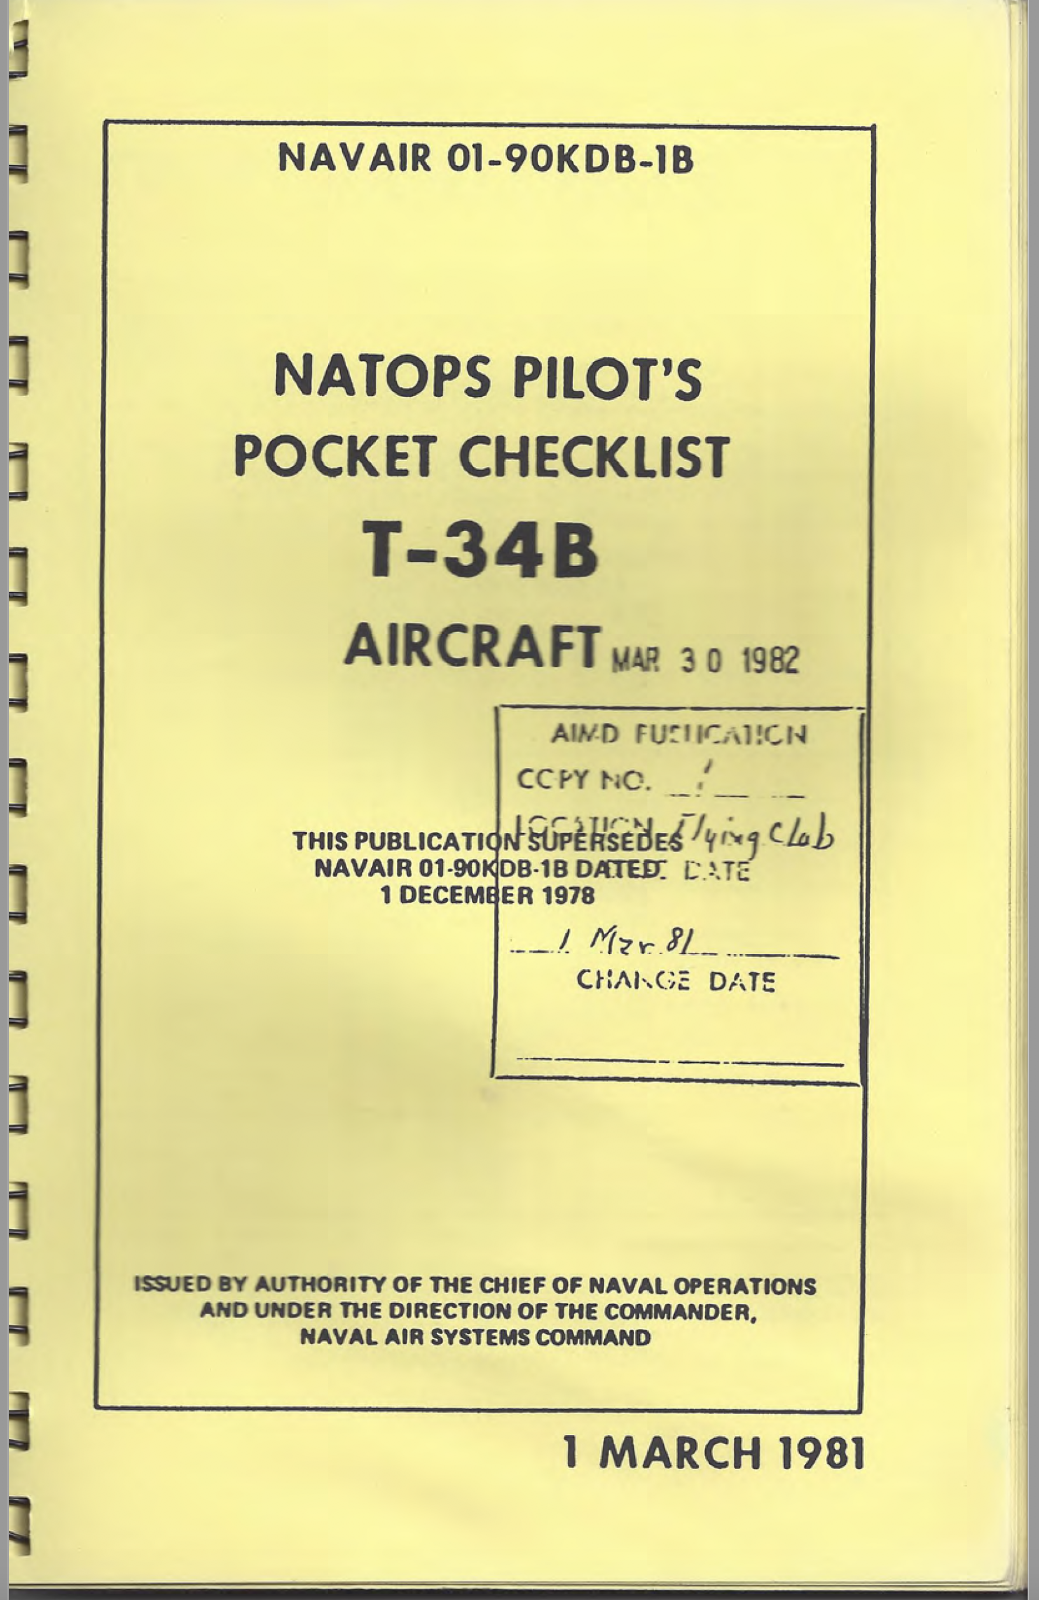 NAVAIR 01-90KDB-1B
NATOPS PILOT'S
POCKET CHECKLIST
T-34B
AIRCRAFT
MAR 30 1982
AIMD PUBLICATION
COPY NO. 1
LOCATION Flying Club
THIS PUBLICATION SUPERSEDES
NAVAIR 01-90KDB-1B DATED
1 DECEMBER 1978
DATE
1 Mar 81
CHANGE DATE
ISSUED BY AUTHORITY OF THE CHIEF OF NAVAL OPERATIONS
AND UNDER THE DIRECTION OF THE COMMANDER,
NAVAL AIR SYSTEMS COMMAND
1 MARCH 1981